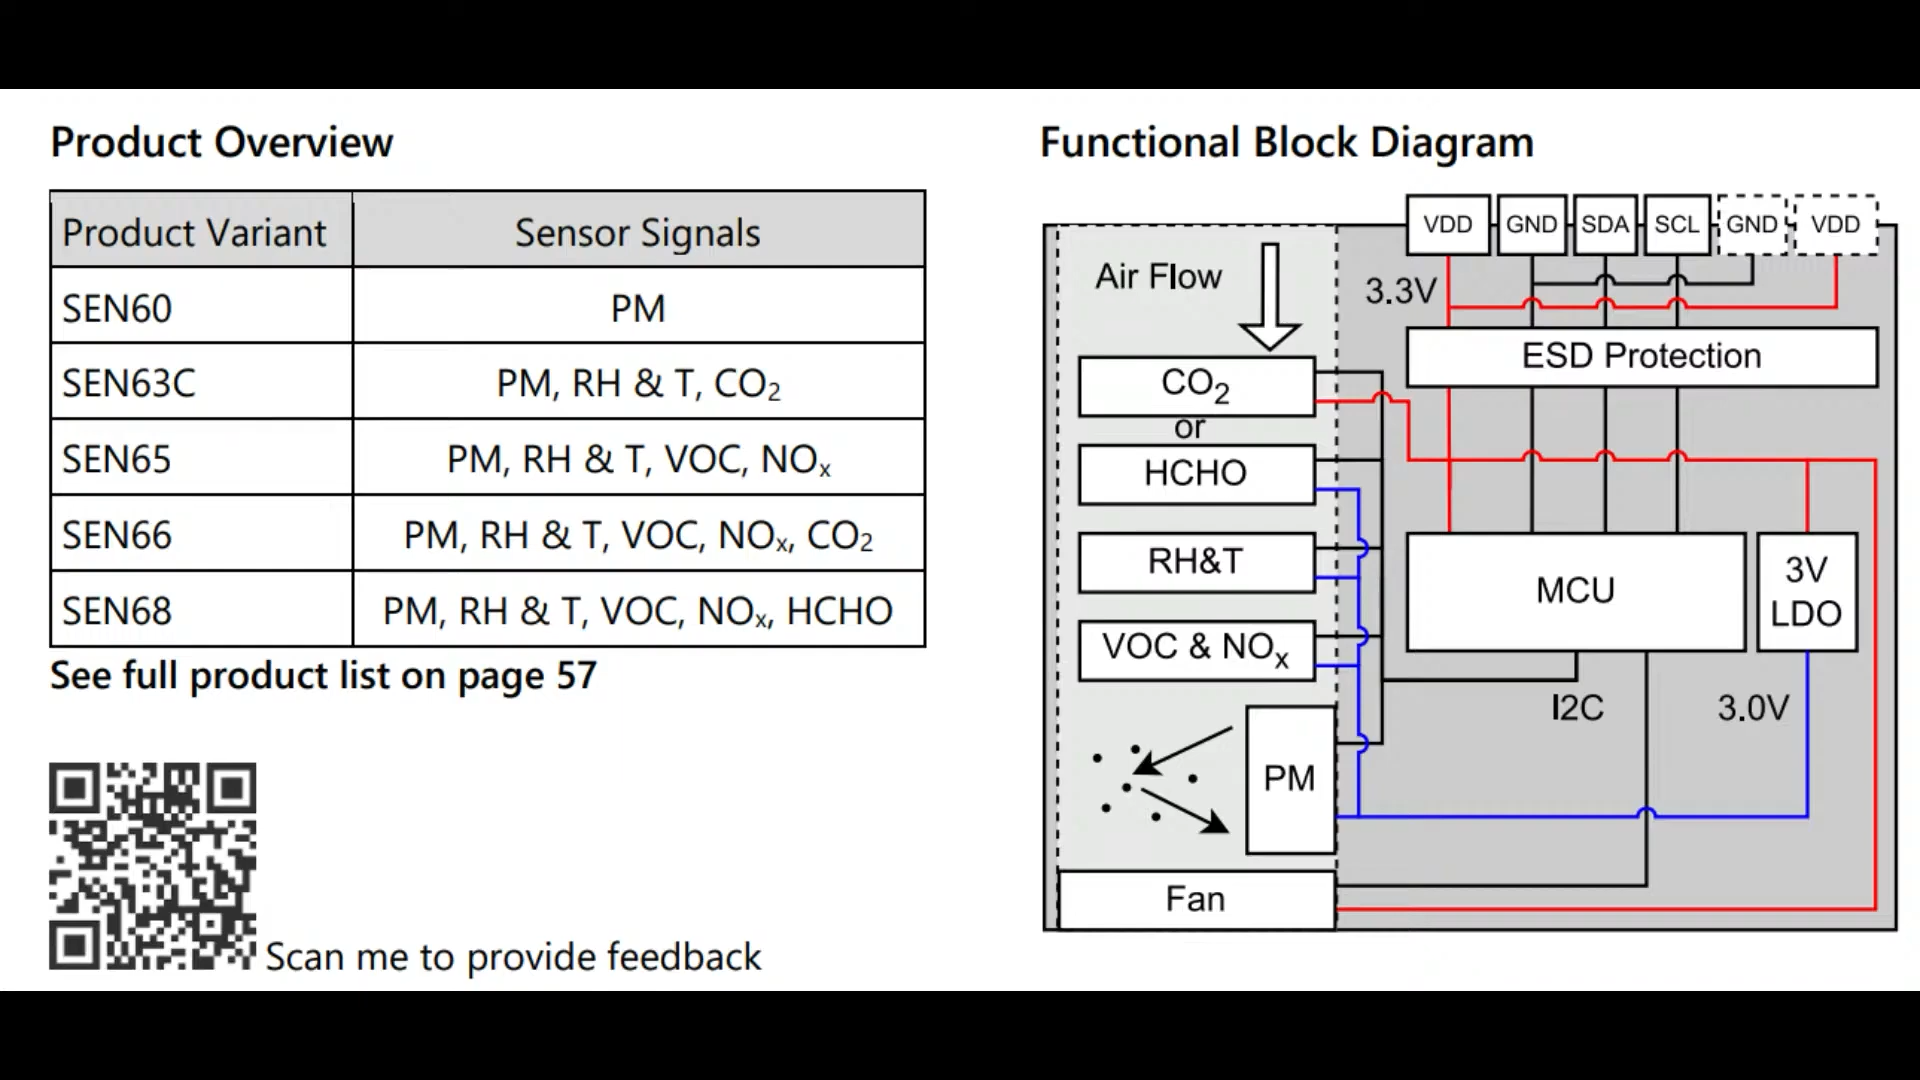 Product Overview
Product Variant Sensor Signals
SEN60 PM
SEN63C PM, RH & T, CO₂
SEN65 PM, RH & T, VOC, NOₓ
SEN66 PM, RH & T, VOC, NOₓ, CO₂
SEN68 PM, RH & T, VOC, NOₓ, HCHO
See full product list on page 57
Scan me to provide feedback
Functional Block Diagram
VDD GND SDA SCL GND VDD
Air Flow
3.3V
ESD Protection
CO₂
or
HCHO
RH&T
VOC & NOₓ
MCU
3V
LDO
I2C
3.0V
PM
Fan